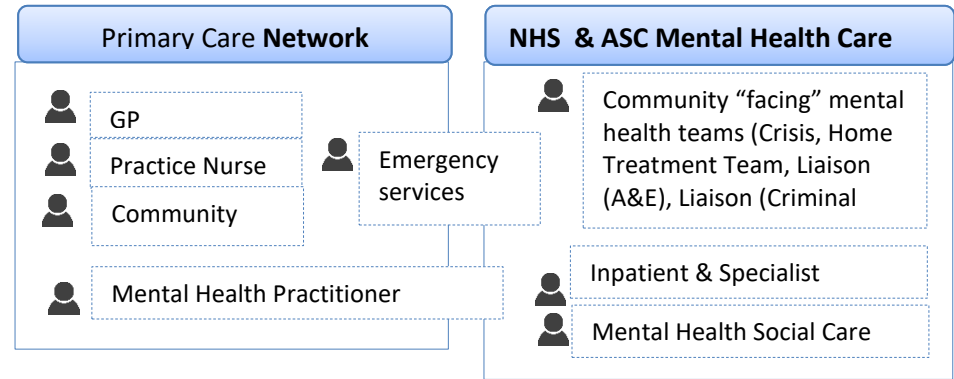 Primary Care Network
GP
Practice Nurse
Community
Emergency
services
Mental Health Practitioner
NHS & ASC Mental Health Care
Community “facing” mental
health teams (Crisis, Home
Treatment Team, Liaison
(A&E), Liaison (Criminal
Inpatient & Specialist
Mental Health Social Care